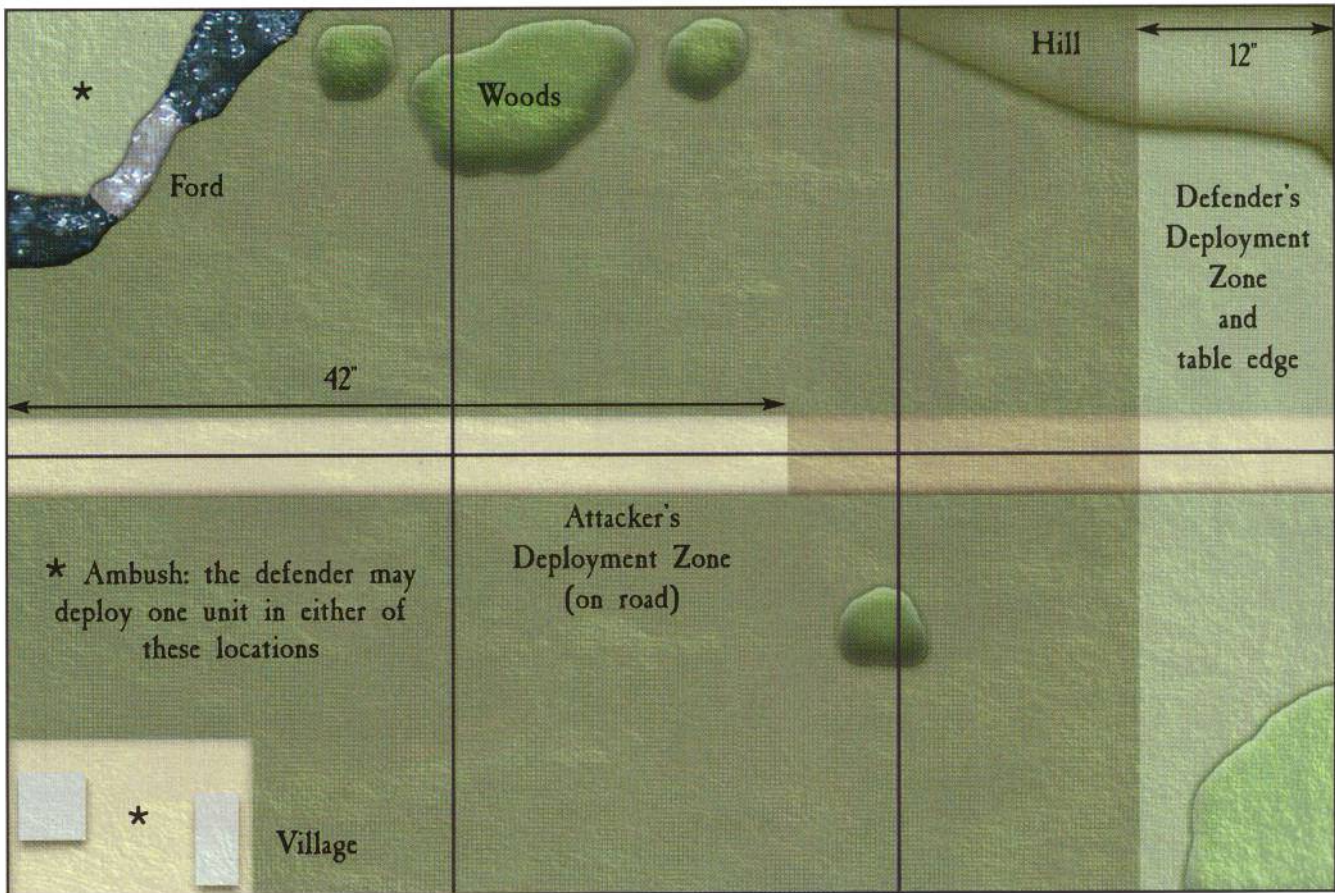 Hill
12"
*
Woods
Ford
Defender's
Deployment
Zone
and
table edge
42"
Attacker's
Deployment Zone
(on road)
* Ambush: the defender may
deploy one unit in either of
these locations
*
Village